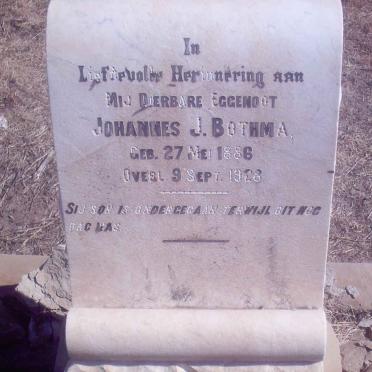 In
Liefdevolle Herinnering aan
Mij Dierbare Eggenoot
Johannes J. Bothma,
Geb. 27 Mei 1886
Overl. 9 Sept. 1928
Sij son is ondergegaan terwijl dit nog
dag was